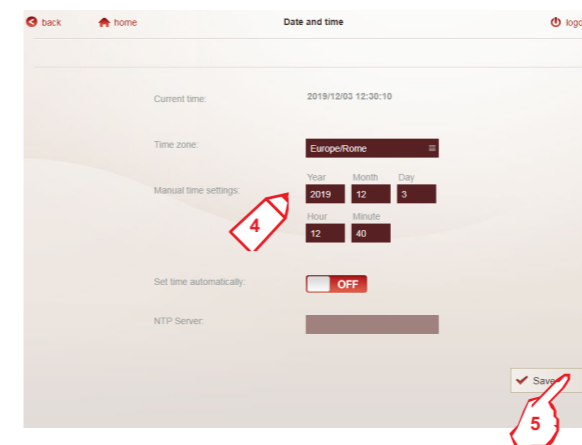 back home Date and time logo
Current time: 2019/12/03 12:30:10
Time zone: Europe/Rome
Year Month Day
Manual time settings: 2019 12 3
4
Hour Minute
12 40
Set time automatically: OFF
NTP Server:
Save
5